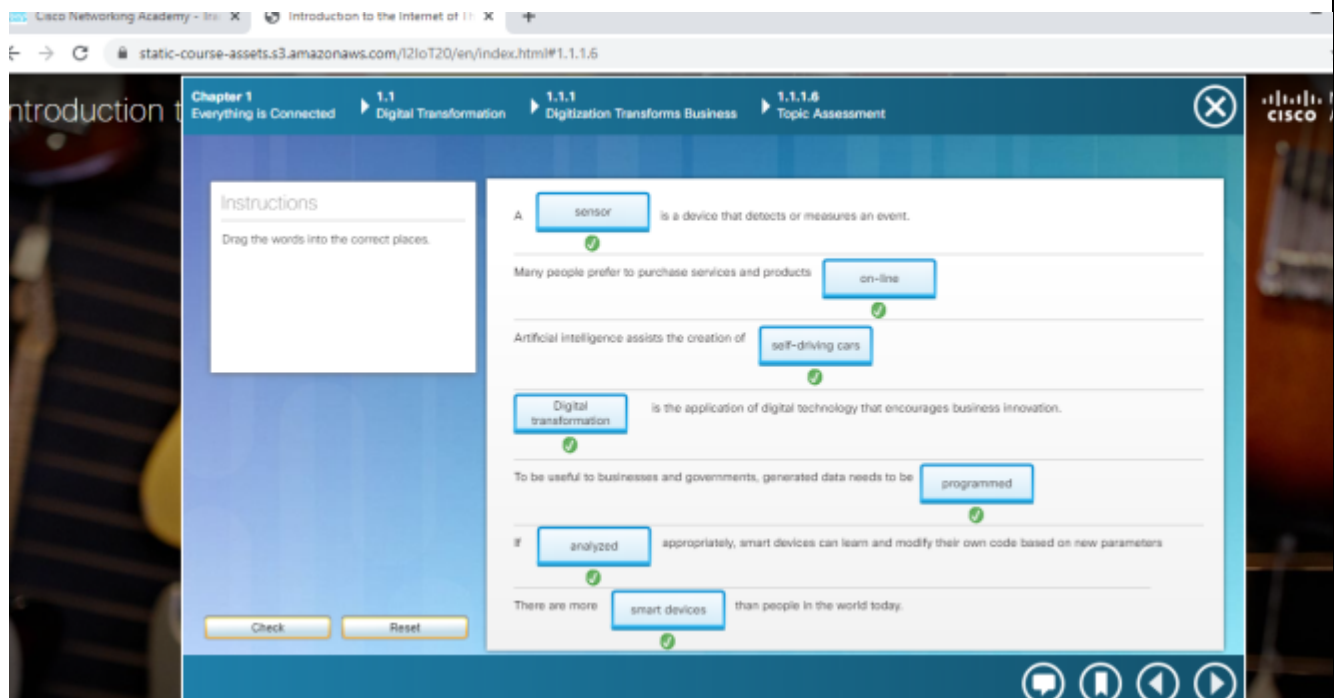 Cisco Networking Academy - X
Introduction to the Internet of T X +
static-course-assets.s3.amazonaws.com/I2IoT20/en/index.html#1.1.1.6
ntroduction t
Chapter 1
Everything is Connected
1.1
Digital Transformation
1.1.1
Digitization Transforms Business
1.1.1.6
Topic Assessment
CISCO
Instructions
Drag the words into the correct places.
A sensor is a device that detects or measures an event.
Many people prefer to purchase services and products on-line
Artificial intelligence assists the creation of self-driving cars
Digital
transformation is the application of digital technology that encourages business innovation.
To be useful to businesses and governments, generated data needs to be programmed
If analyzed appropriately, smart devices can learn and modify their own code based on new parameters
There are more smart devices than people in the world today.
Check Reset